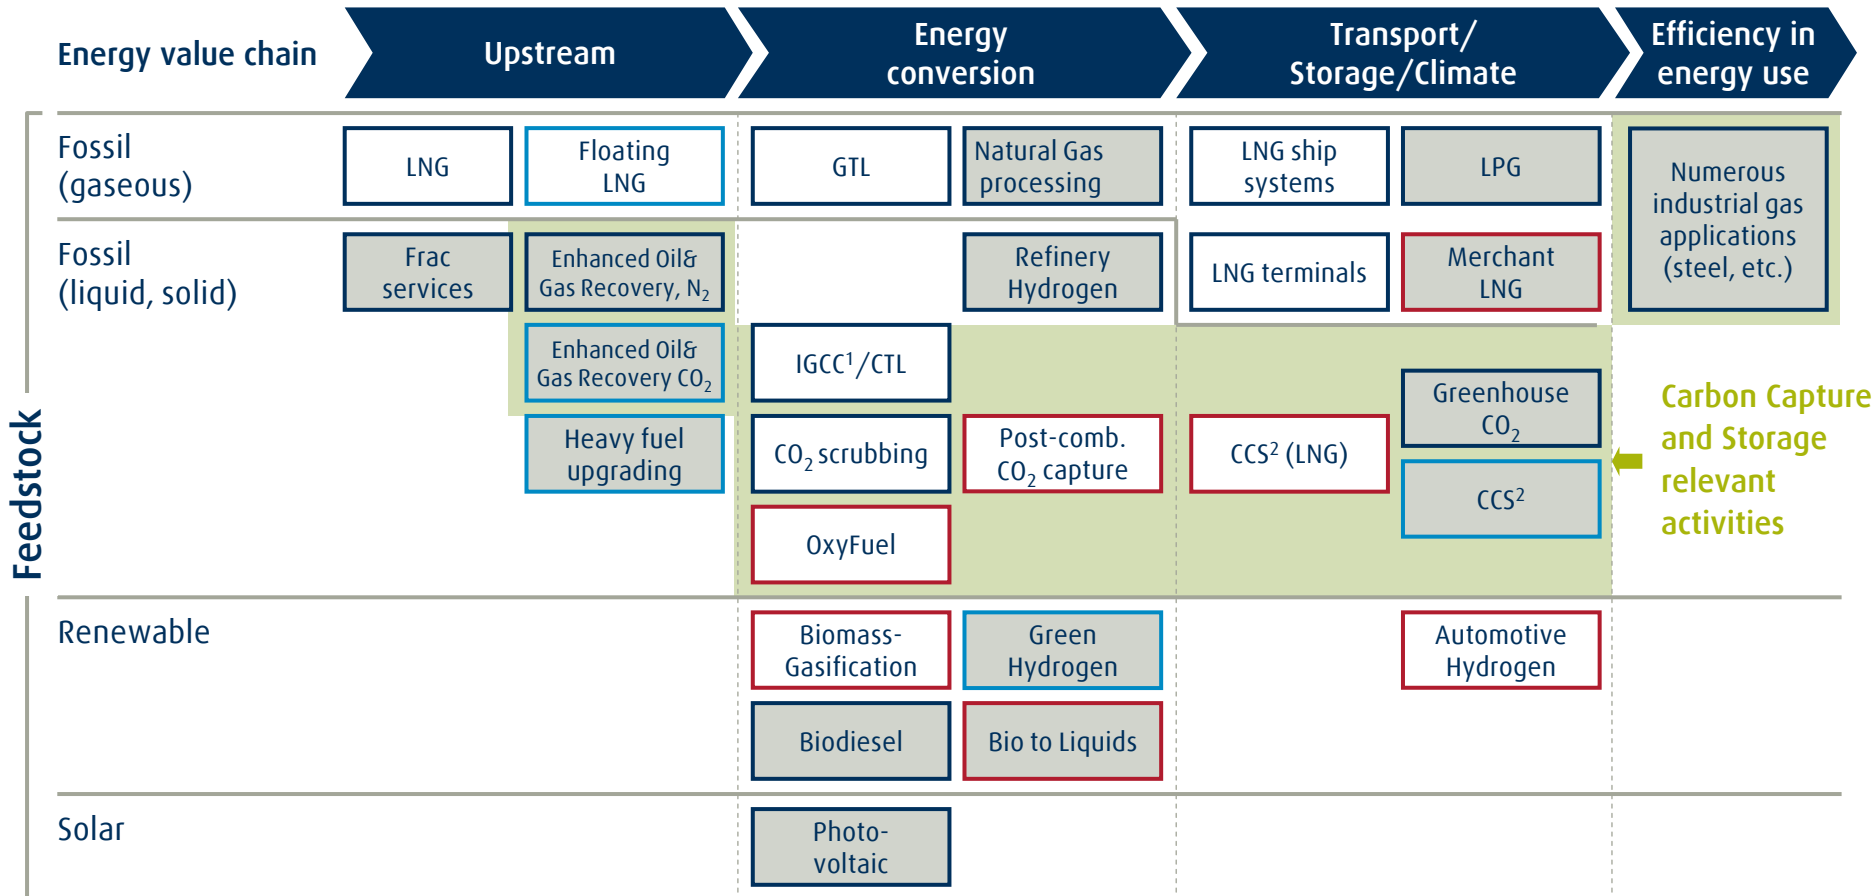 Energy value chain
Upstream
Energy
conversion
Transport/
Storage/Climate
Efficiency in
energy use
Feedstock
Fossil
(gaseous)
LNG
Floating
LNG
GTL
Natural Gas
processing
LNG ship
systems
LPG
Numerous
industrial gas
applications
(steel, etc.)
Fossil
(liquid, solid)
Frac
services
Enhanced Oil&
Gas Recovery, N₂
Refinery
Hydrogen
LNG terminals
Merchant
LNG
Enhanced Oil&
Gas Recovery CO₂
IGCC¹/CTL
Greenhouse
CO₂
Heavy fuel
upgrading
CO₂ scrubbing
Post-comb.
CO₂ capture
CCS² (LNG)
CCS²
OxyFuel
Carbon Capture
and Storage
relevant
activities
Renewable
Biomass-
Gasification
Green
Hydrogen
Automotive
Hydrogen
Biodiesel
Bio to Liquids
Solar
Photo-
voltaic